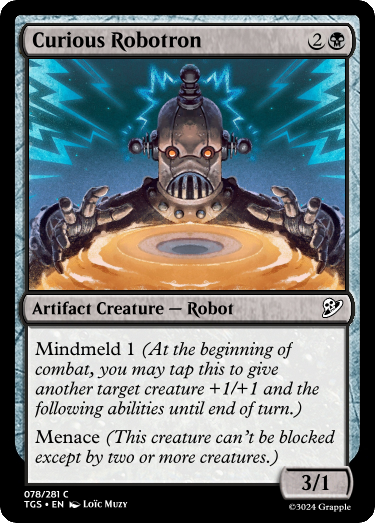 Curious Robotron 2
Artifact Creature — Robot
Mindmeld 1 (At the beginning of
combat, you may tap this to give
another target creature +1/+1 and the
following abilities until end of turn.)
Menace (This creature can't be blocked
except by two or more creatures.)
3/1
078/281 C
TGS • EN Loïc Muzy
©3024 Grapple